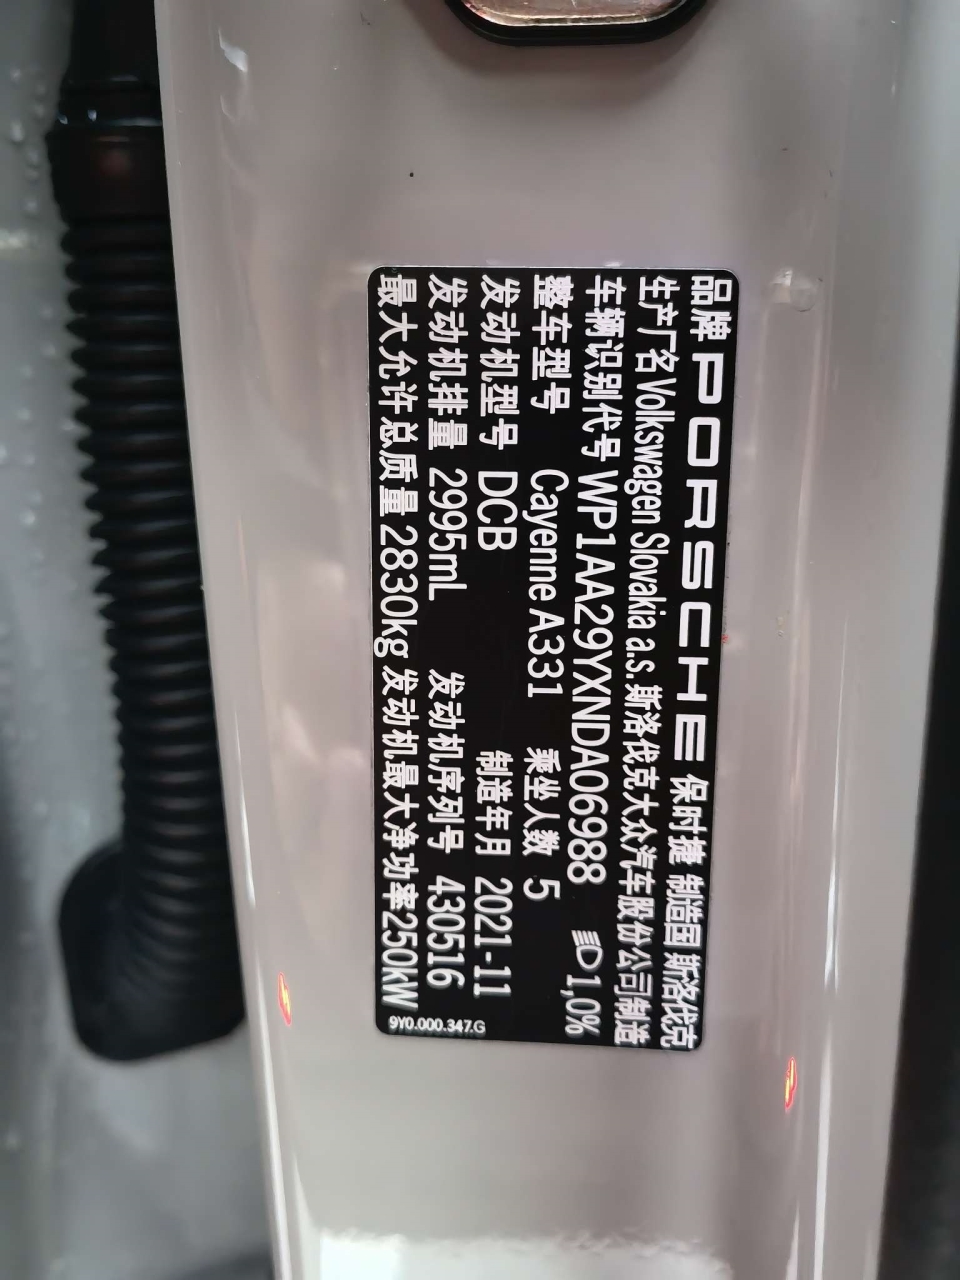 品牌 PORSCHE 保时捷 制造国 斯洛伐克
生产厂名 Volkswagen Slovakia a.s. 斯洛伐克大众汽车股份公司制造
车辆识别代号 WP1AA29YXNDA06988 1,0%
整车型号 Cayenne A331 乘坐人数 5
发动机型号 DCB 制造年月 2021-11
发动机排量 2995mL 发动机序列号 430516
最大允许总质量 2830kg 发动机最大净功率250kW
9Y0.000.347.G